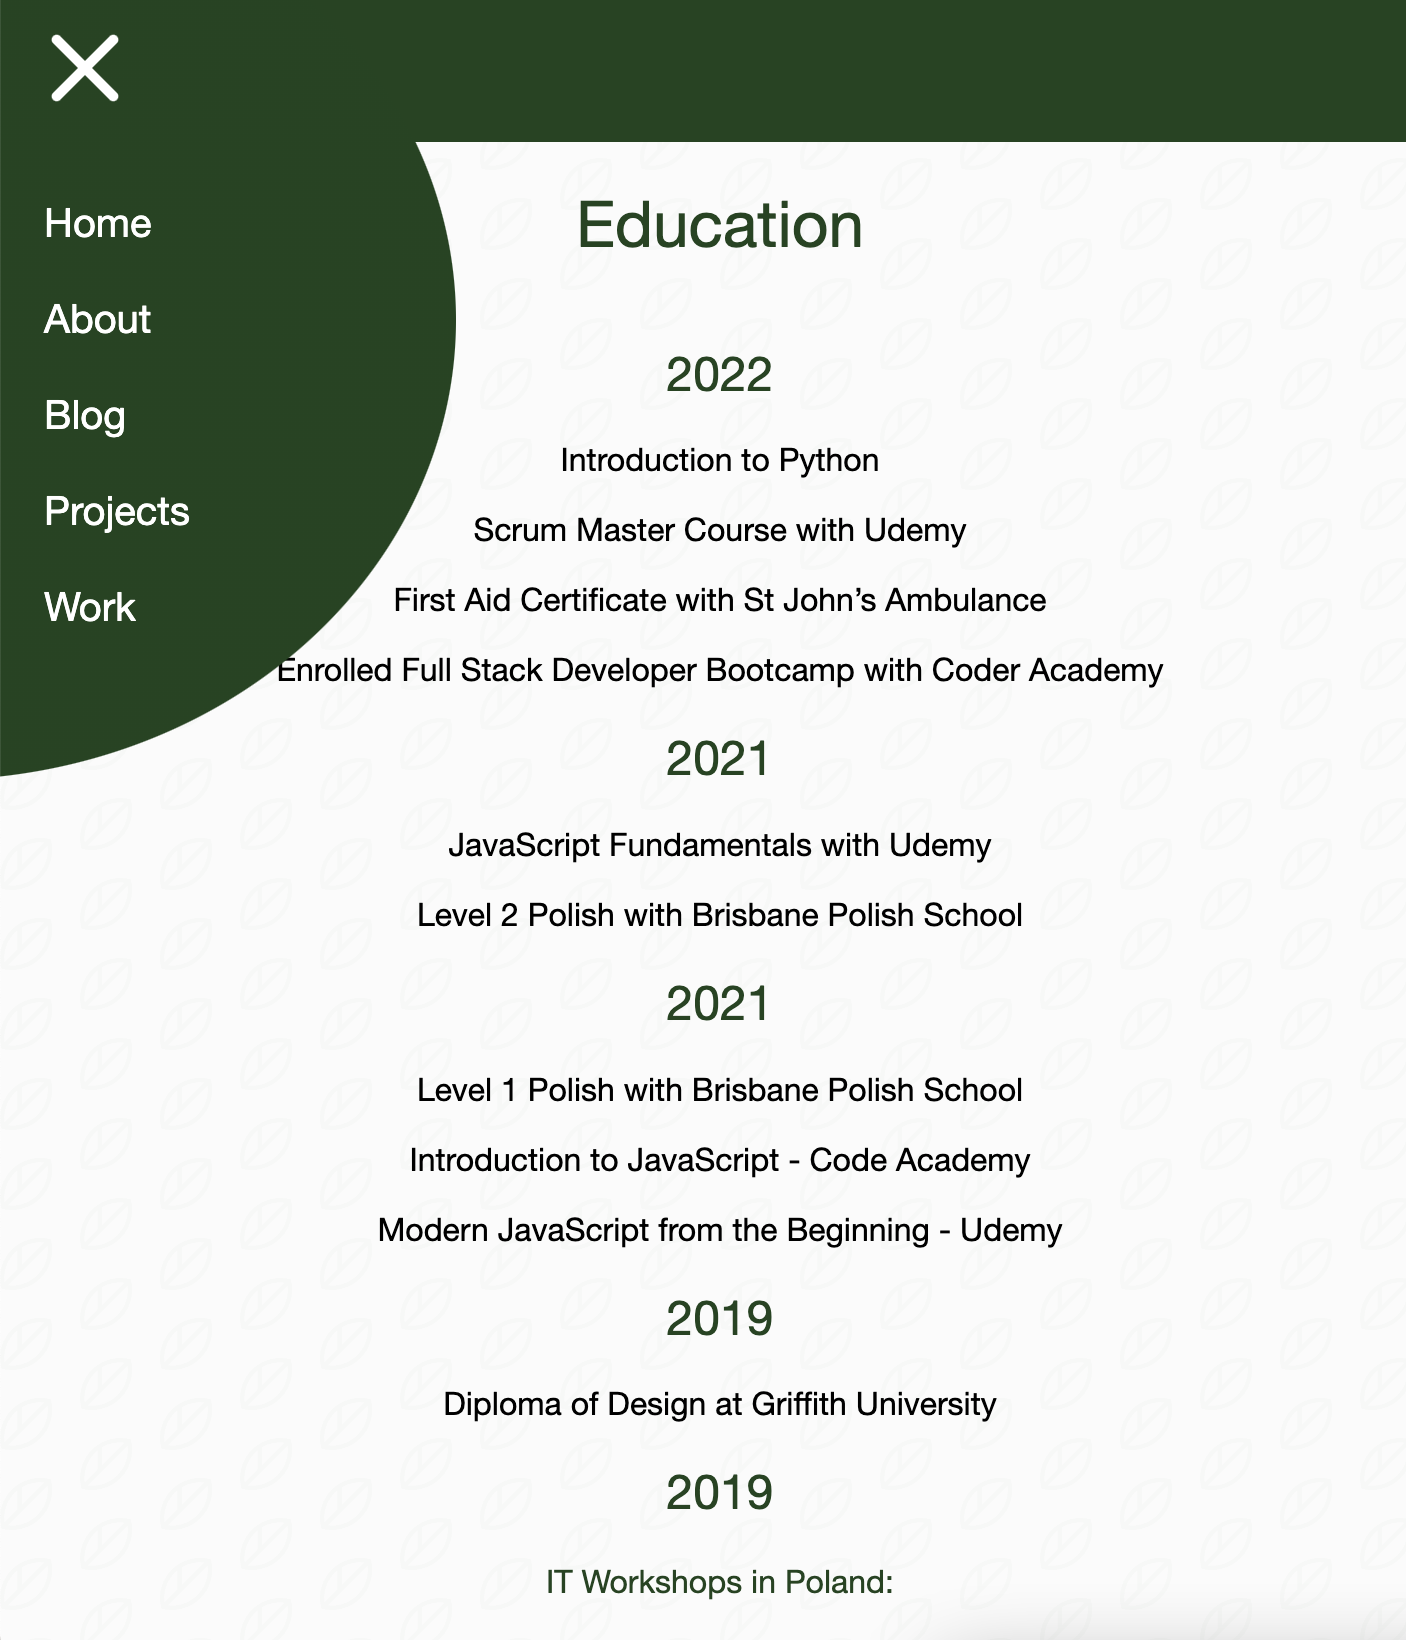 Home
About
Blog
Projects
Work
Education
2022
Introduction to Python
Scrum Master Course with Udemy
First Aid Certificate with St John’s Ambulance
Enrolled Full Stack Developer Bootcamp with Coder Academy
2021
JavaScript Fundamentals with Udemy
Level 2 Polish with Brisbane Polish School
2021
Level 1 Polish with Brisbane Polish School
Introduction to JavaScript - Code Academy
Modern JavaScript from the Beginning - Udemy
2019
Diploma of Design at Griffith University
2019
IT Workshops in Poland: